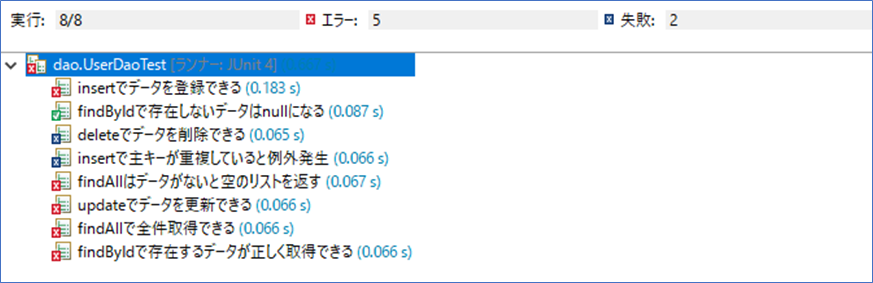 実行: 8/8 エラー: 5 失敗: 2
dao.UserDaoTest [ランナー: JUnit 4]
insertでデータを登録できる (0.183 s)
findByIdで存在しないデータはnullになる (0.087 s)
deleteでデータを削除できる (0.065 s)
insertで主キーが重複していると例外発生 (0.066 s)
findAllはデータがないと空のリストを返す (0.067 s)
updateでデータを更新できる (0.066 s)
findAllで全件取得できる (0.066 s)
findByIdで存在するデータが正しく取得できる (0.066 s)